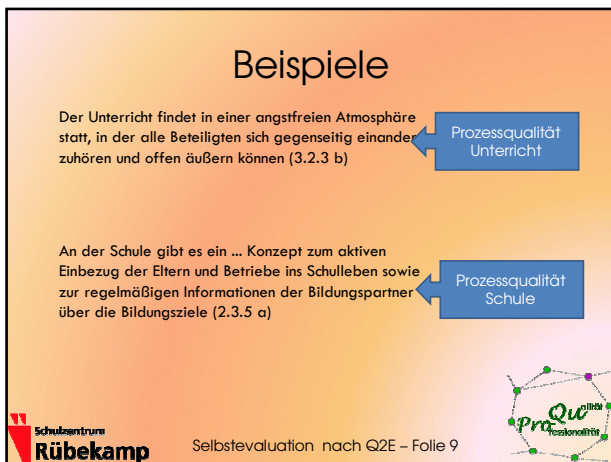 Beispiele
Der Unterricht findet in einer angstfreien Atmosphäre
statt, in der alle Beteiligten sich gegenseitig einander
zuhören und offen äußern können (3.2.3 b)
Prozessqualität
Unterricht
An der Schule gibt es ein ... Konzept zum aktiven
Einbezug der Eltern und Betriebe ins Schulleben sowie
zur regelmäßigen Informationen der Bildungspartner
über die Bildungsziele (2.3.5 a)
Prozessqualität
Schule
Schulzentrum
Rübekamp
Selbstevaluation nach Q2E – Folie 9
ProQu
alität
fessionalität